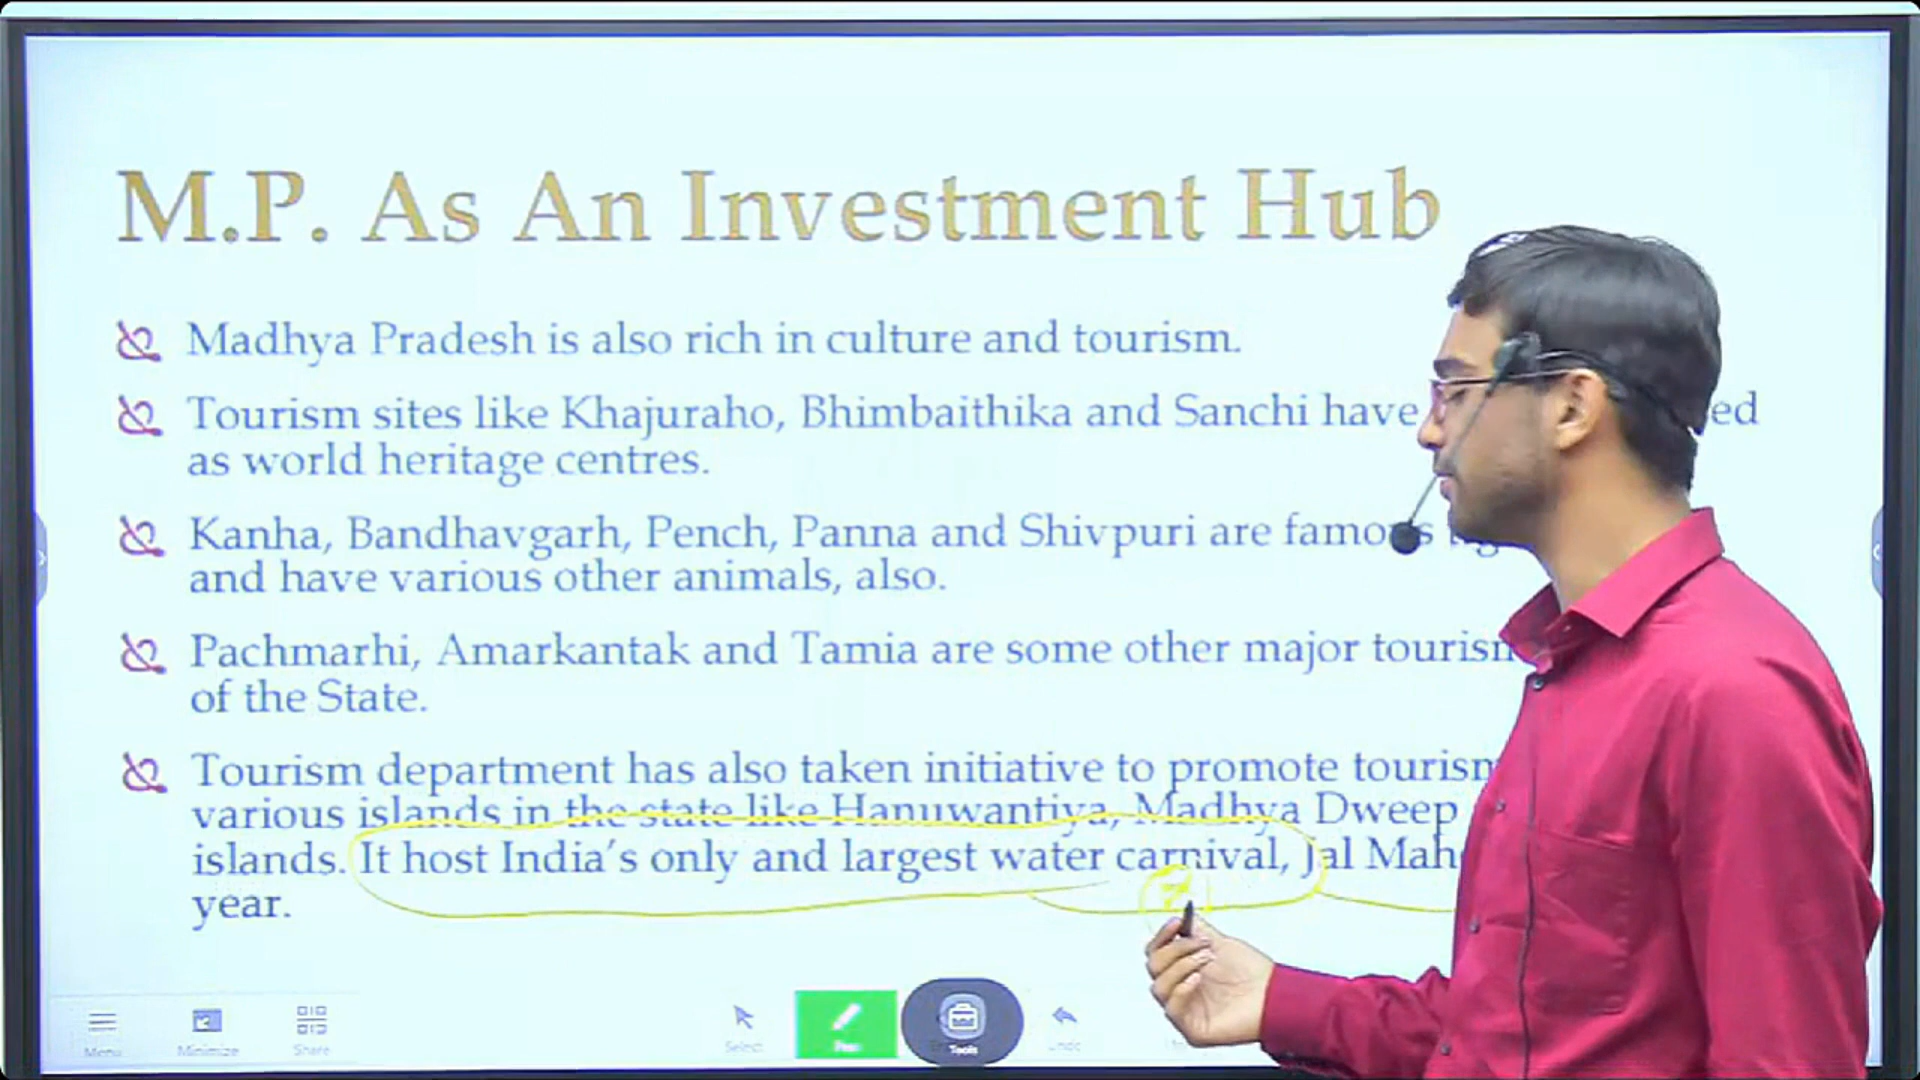 M.P. As An Investment Hub
Madhya Pradesh is also rich in culture and tourism.
Tourism sites like Khajuraho, Bhimbaithika and Sanchi have ed
as world heritage centres.
Kanha, Bandhavgarh, Pench, Panna and Shivpuri are famous
and have various other animals, also.
Pachmarhi, Amarkantak and Tamia are some other major
of the State.
Tourism department has also taken initiative to promote
various islands in the state like Hanuwantiya, Madhya Dweep
islands. It host India's only and largest water carnival, Jal
year.
Menu Minimize Share Select Pen Tools Undo